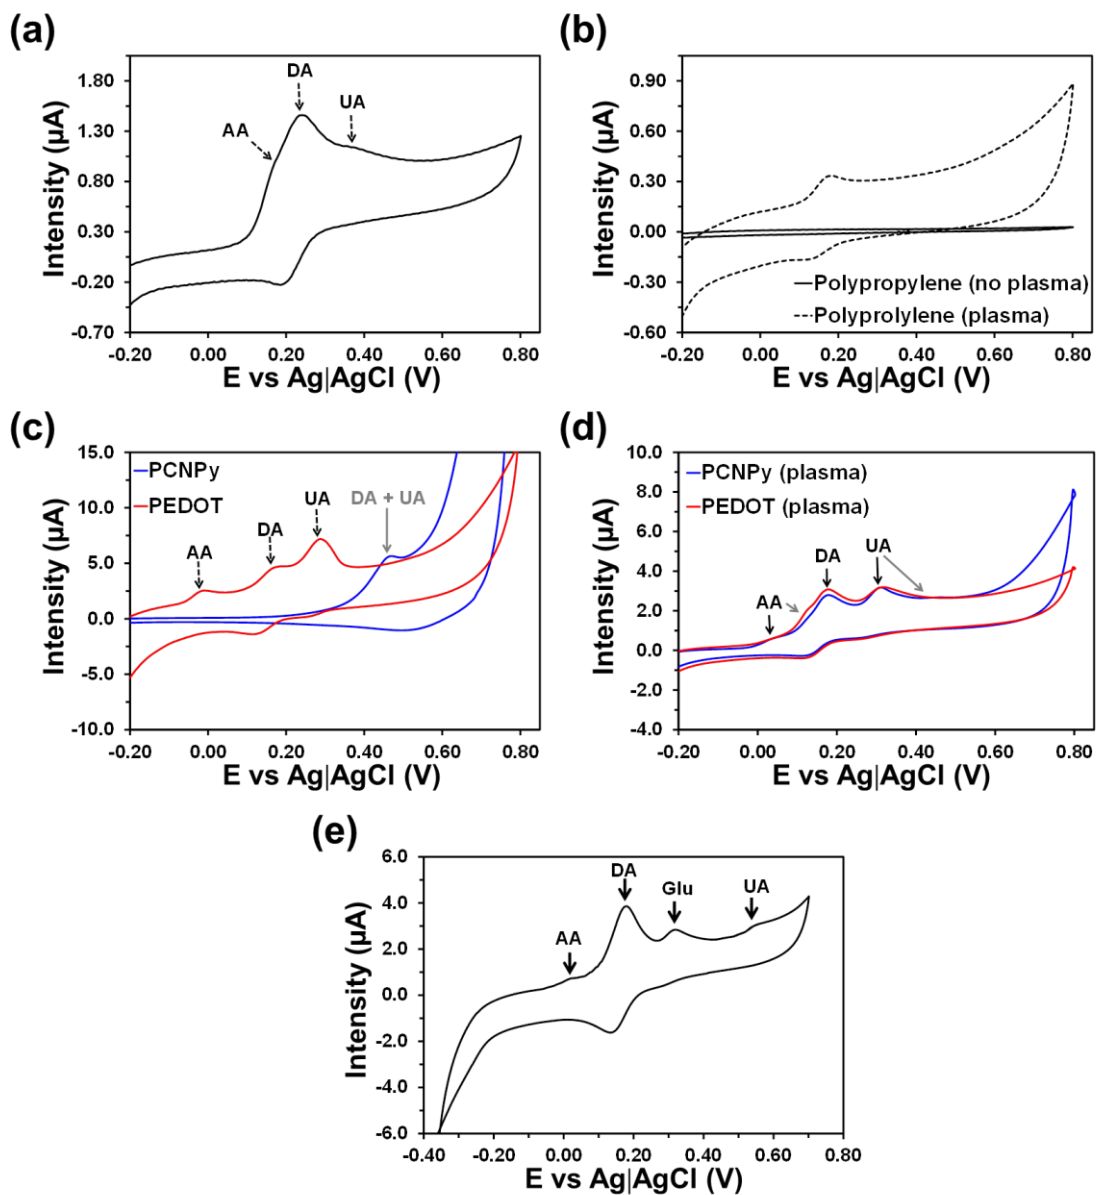 (a)
1.80
1.30
0.80
0.30
-0.20
-0.70
Intensity (µA)
AA
DA
UA
-0.20 0.00 0.20 0.40 0.60 0.80
E vs Ag|AgCl (V)
(b)
0.90
0.60
0.30
0.00
-0.30
-0.60
Intensity (µA)
Polypropylene (no plasma)
Polyprolylene (plasma)
-0.20 0.00 0.20 0.40 0.60 0.80
E vs Ag|AgCl (V)
(c)
15.0
10.0
5.0
0.0
-5.0
-10.0
Intensity (µA)
PCNPy
PEDOT
AA
DA
UA
DA + UA
-0.20 0.00 0.20 0.40 0.60 0.80
E vs Ag|AgCl (V)
(d)
10.0
8.0
6.0
4.0
2.0
0.0
-2.0
-4.0
Intensity (µA)
PCNPy (plasma)
PEDOT (plasma)
AA
DA
UA
-0.20 0.00 0.20 0.40 0.60 0.80
E vs Ag|AgCl (V)
(e)
6.0
4.0
2.0
0.0
-2.0
-4.0
-6.0
Intensity (µA)
AA
DA
Glu
UA
-0.40 -0.20 0.00 0.20 0.40 0.60 0.80
E vs Ag|AgCl (V)